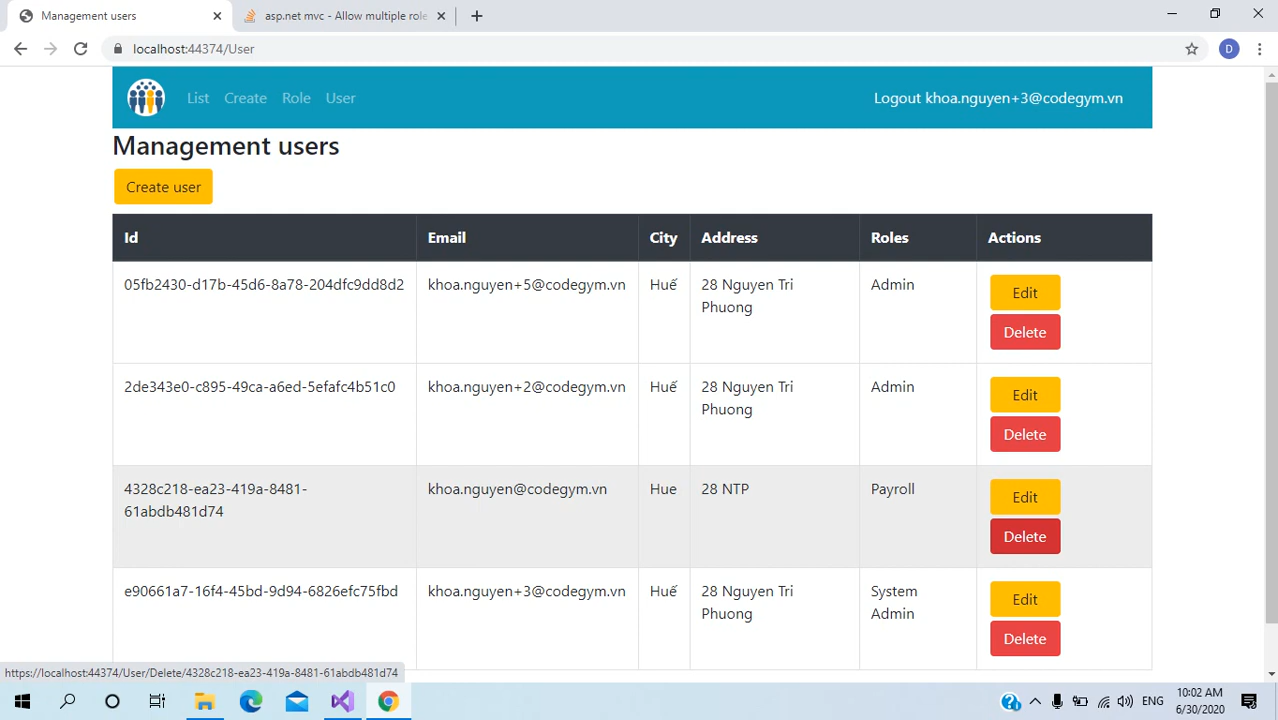 Management users
asp.net mvc - Allow multiple role
localhost:44374/User
D
List Create Role User
Logout khoa.nguyen+3@codegym.vn
Management users
Create user
Id Email City Address Roles Actions
05fb2430-d17b-45d6-8a78-204dfc9dd8d2 khoa.nguyen+5@codegym.vn Huế 28 Nguyen Tri Admin Edit
Phuong
Delete
2de343e0-c895-49ca-a6ed-5efafc4b51c0 khoa.nguyen+2@codegym.vn Huế 28 Nguyen Tri Admin Edit
Phuong
Delete
4328c218-ea23-419a-8481- khoa.nguyen@codegym.vn Hue 28 NTP Payroll Edit
61abdb481d74
Delete
e90661a7-16f4-45bd-9d94-6826efc75fbd khoa.nguyen+3@codegym.vn Huế 28 Nguyen Tri System Edit
Phuong Admin
Delete
https://localhost:44374/User/Delete/4328c218-ea23-419a-8481-61abdb481d74
ENG
10:02 AM
6/30/2020